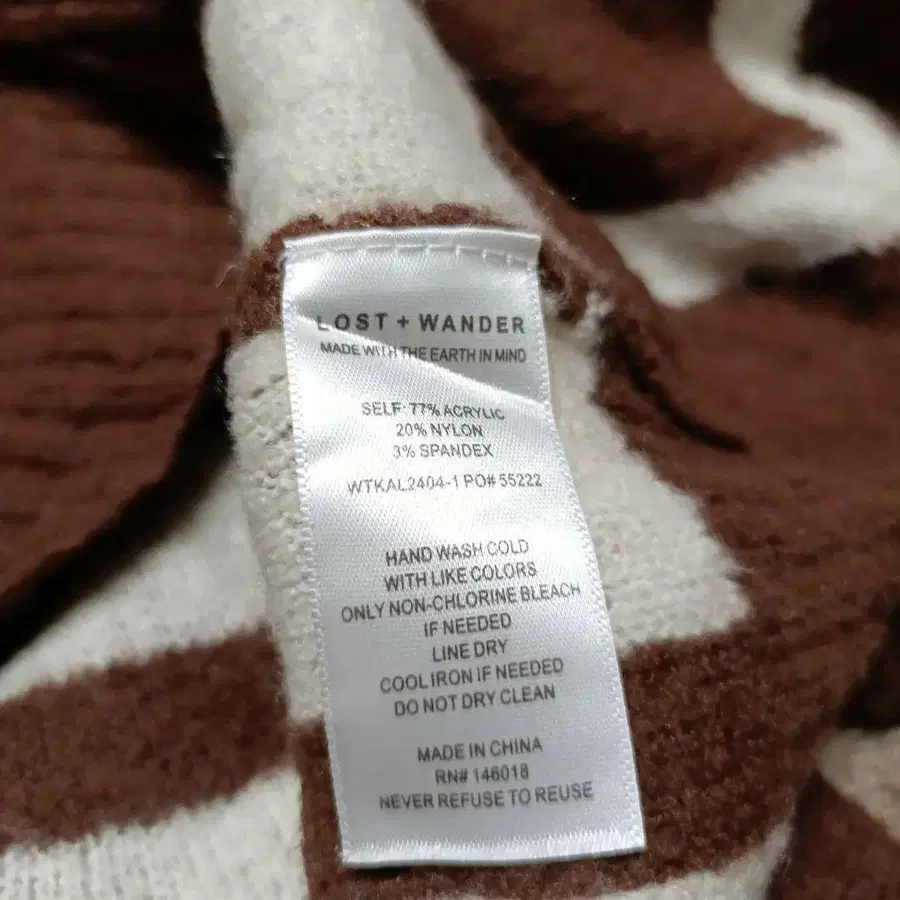 LOST + WANDER
MADE WITH THE EARTH IN MIND
SELF: 77% ACRYLIC
20% NYLON
3% SPANDEX
WTKAL2404-1 PO# 55222
HAND WASH COLD
WITH LIKE COLORS
ONLY NON-CHLORINE BLEACH
IF NEEDED
LINE DRY
COOL IRON IF NEEDED
DO NOT DRY CLEAN
MADE IN CHINA
RN# 146018
NEVER REFUSE TO REUSE